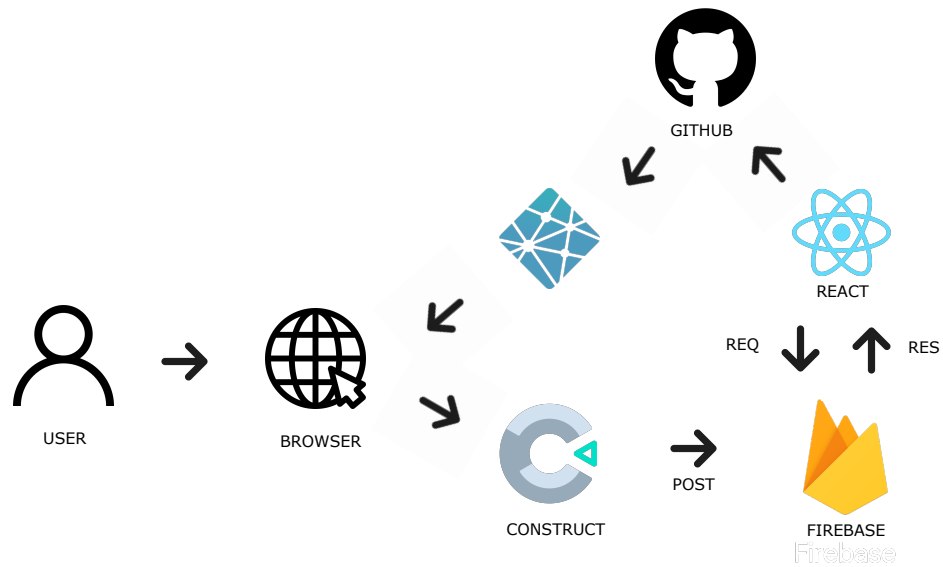 GITHUB
REACT
REQ
RES
USER
BROWSER
POST
CONSTRUCT
FIREBASE
Firebase